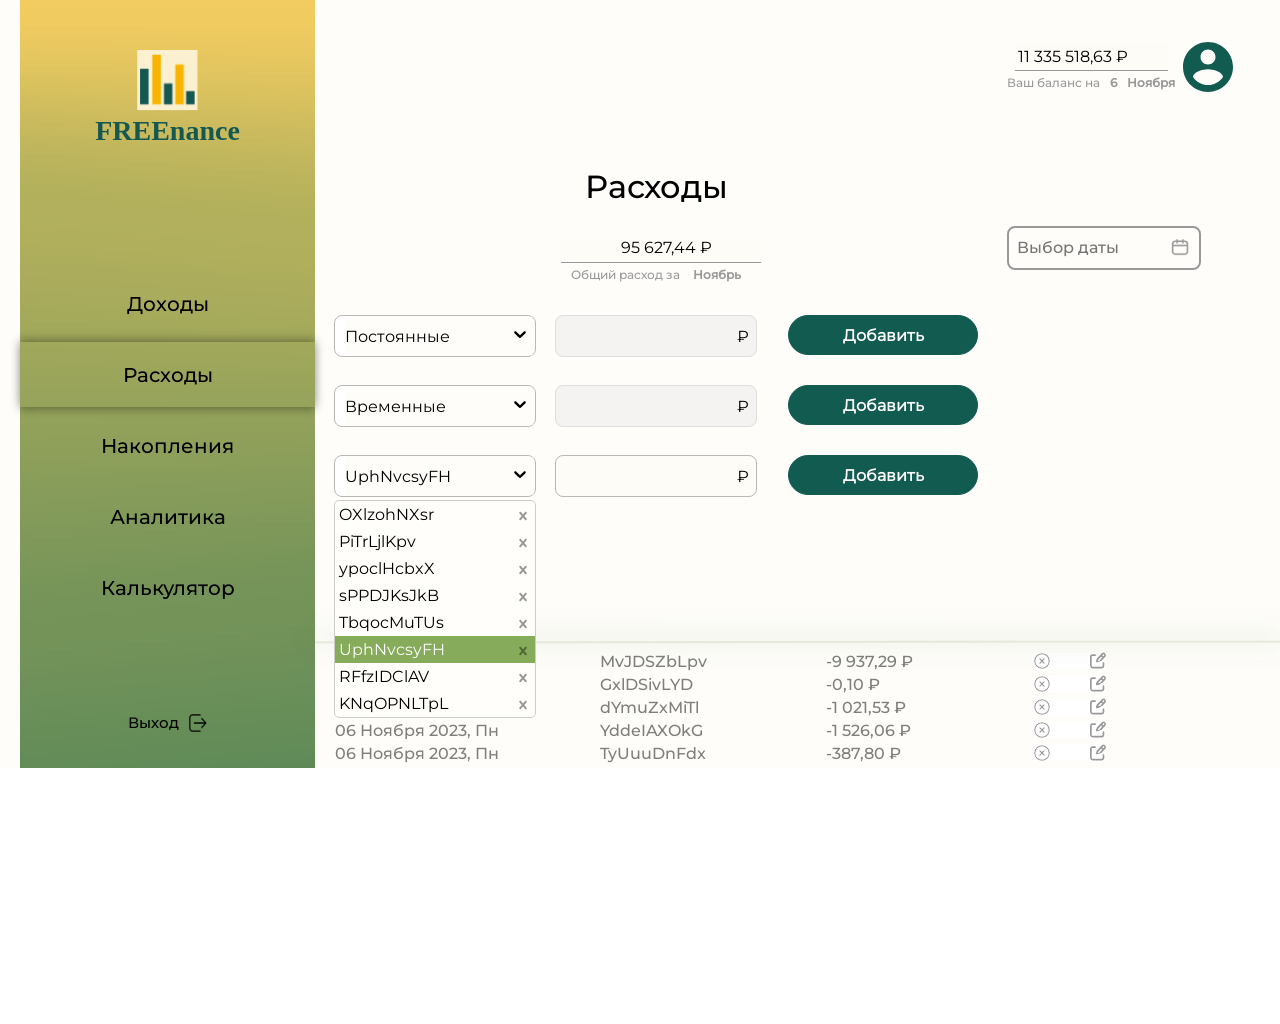 FREEnance
11 335 518,63 ₽
Ваш баланс на 6 Ноября
Расходы
95 627,44 ₽
Общий расход за Ноябрь
Выбор даты
Доходы
Расходы
Накопления
Аналитика
Калькулятор
Выход
Постоянные
₽
Добавить
Временные
₽
Добавить
UphNvcsyFH
₽
Добавить
OXlzohNXsr x
PiTrLjlKpv x
ypoclHcbxX x
sPPDJKsJkB x
TbqocMuTUs x
UphNvcsyFH x
RFfzIDClAV x
KNqOPNLTpL x
MvJDSZbLpv -9 937,29 ₽
GxlDSivLYD -0,10 ₽
dYmuZxMiTl -1 021,53 ₽
06 Ноября 2023, Пн YddeIAXOkG -1 526,06 ₽
06 Ноября 2023, Пн TyUuuDnFdx -387,80 ₽